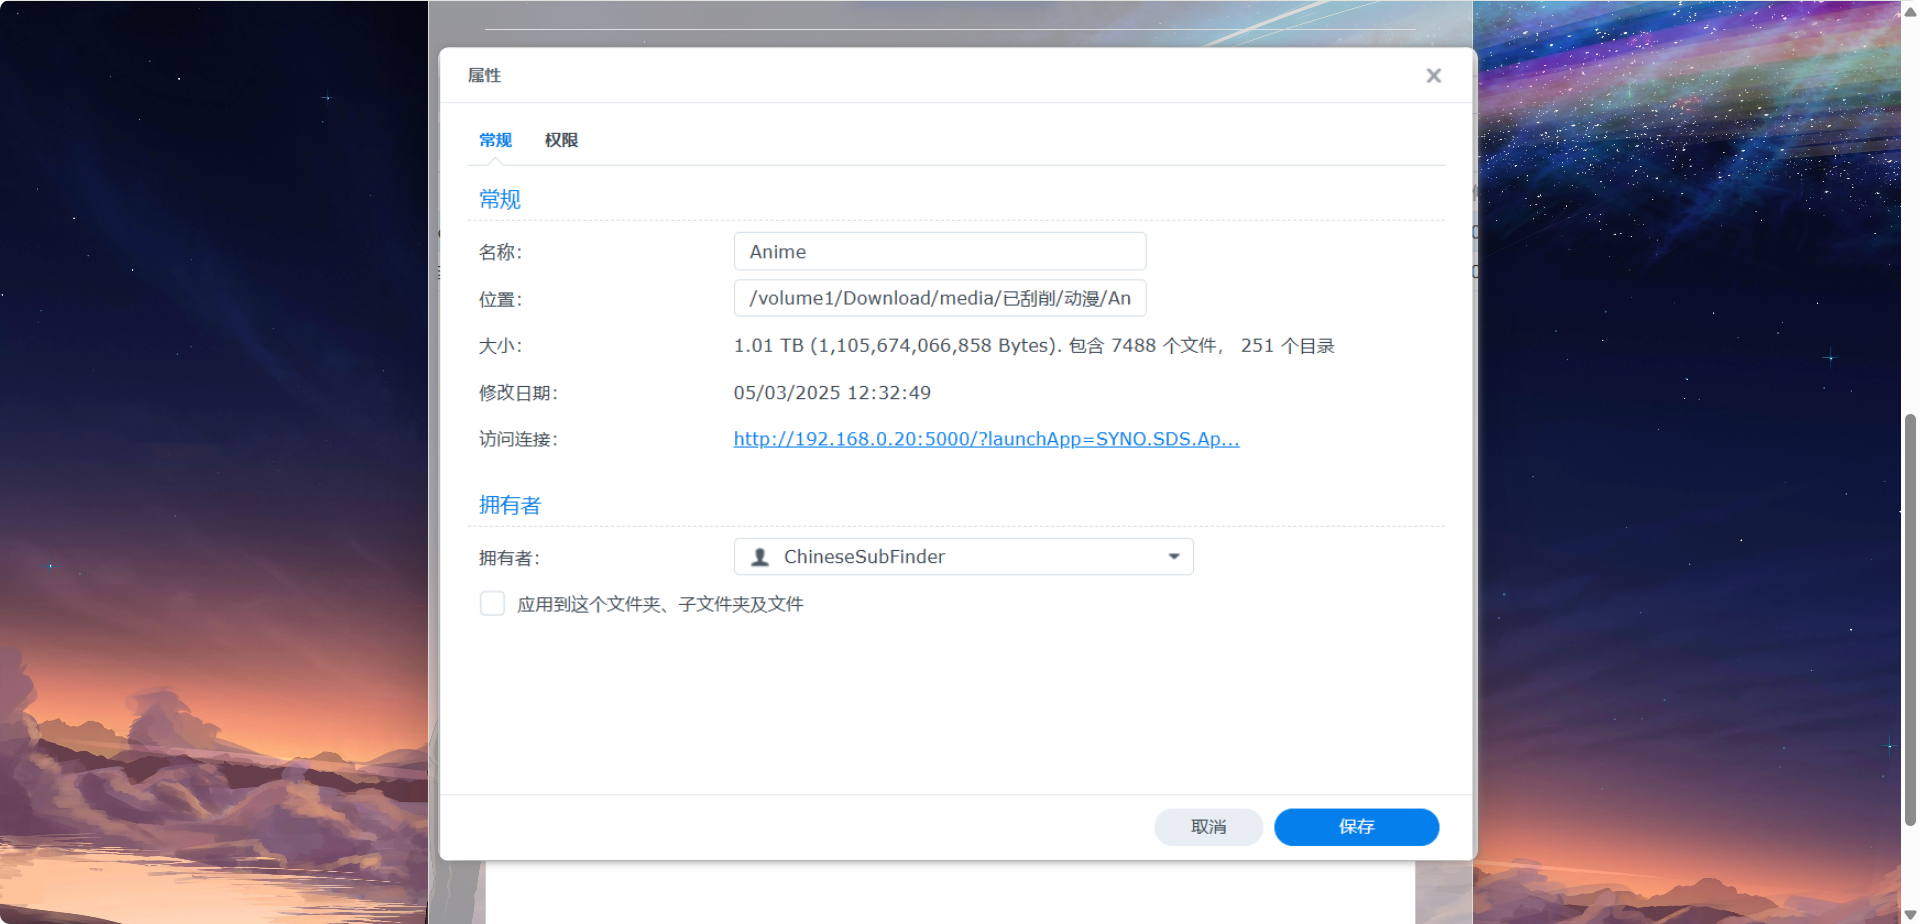 属性
常规 权限
常规
名称： Anime
位置： /volume1/Download/media/已刮削/动漫/An
大小： 1.01 TB (1,105,674,066,858 Bytes). 包含 7488 个文件， 251 个目录
修改日期： 05/03/2025 12:32:49
访问连接： http://192.168.0.20:5000/?launchApp=SYNO.SDS.Ap...
拥有者
拥有者： ChineseSubFinder
应用到这个文件夹、子文件夹及文件
取消 保存